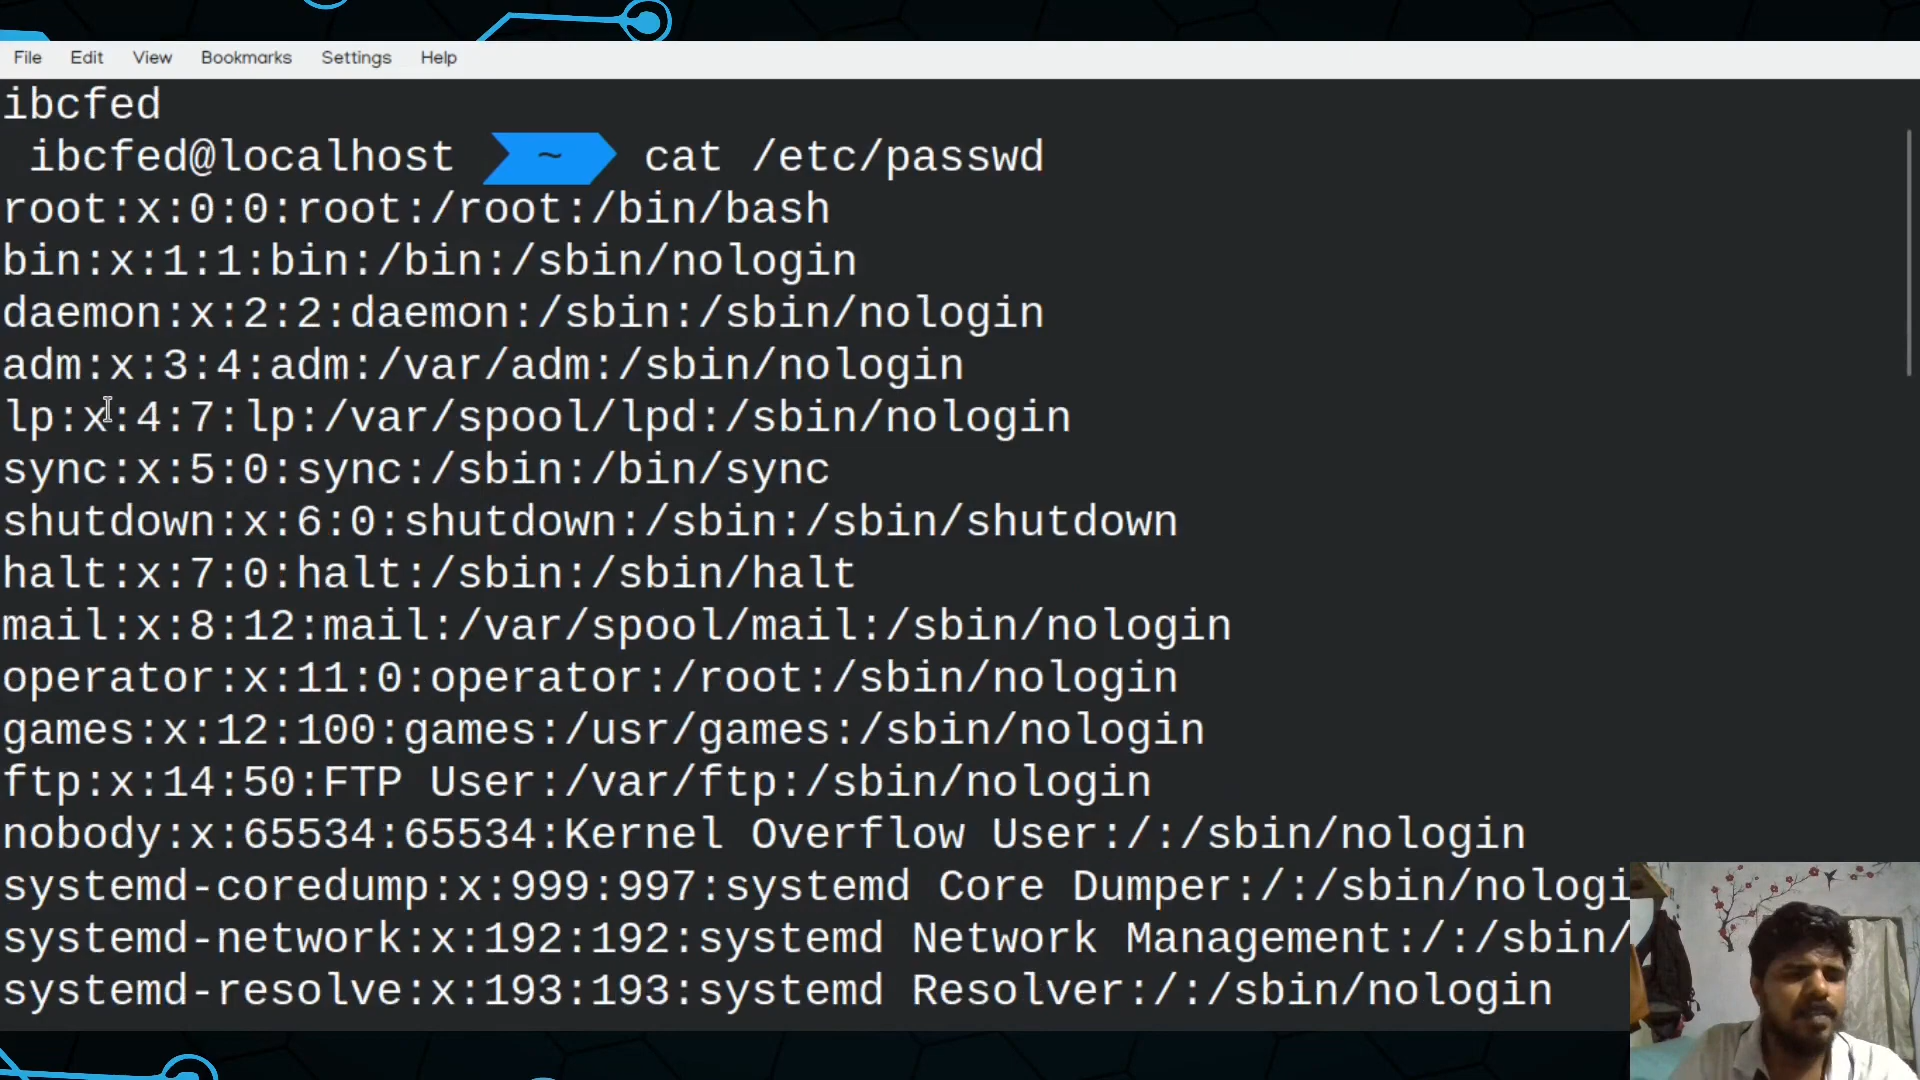 File Edit View Bookmarks Settings Help
ibcfed
ibcfed@localhost ~ cat /etc/passwd
root:x:0:0:root:/root:/bin/bash
bin:x:1:1:bin:/bin:/sbin/nologin
daemon:x:2:2:daemon:/sbin:/sbin/nologin
adm:x:3:4:adm:/var/adm:/sbin/nologin
lp:x:4:7:lp:/var/spool/lpd:/sbin/nologin
sync:x:5:0:sync:/sbin:/bin/sync
shutdown:x:6:0:shutdown:/sbin:/sbin/shutdown
halt:x:7:0:halt:/sbin:/sbin/halt
mail:x:8:12:mail:/var/spool/mail:/sbin/nologin
operator:x:11:0:operator:/root:/sbin/nologin
games:x:12:100:games:/usr/games:/sbin/nologin
ftp:x:14:50:FTP User:/var/ftp:/sbin/nologin
nobody:x:65534:65534:Kernel Overflow User:/:/sbin/nologin
systemd-coredump:x:999:997:systemd Core Dumper:/:/sbin/nologi
systemd-network:x:192:192:systemd Network Management:/:/sbin/
systemd-resolve:x:193:193:systemd Resolver:/:/sbin/nologin